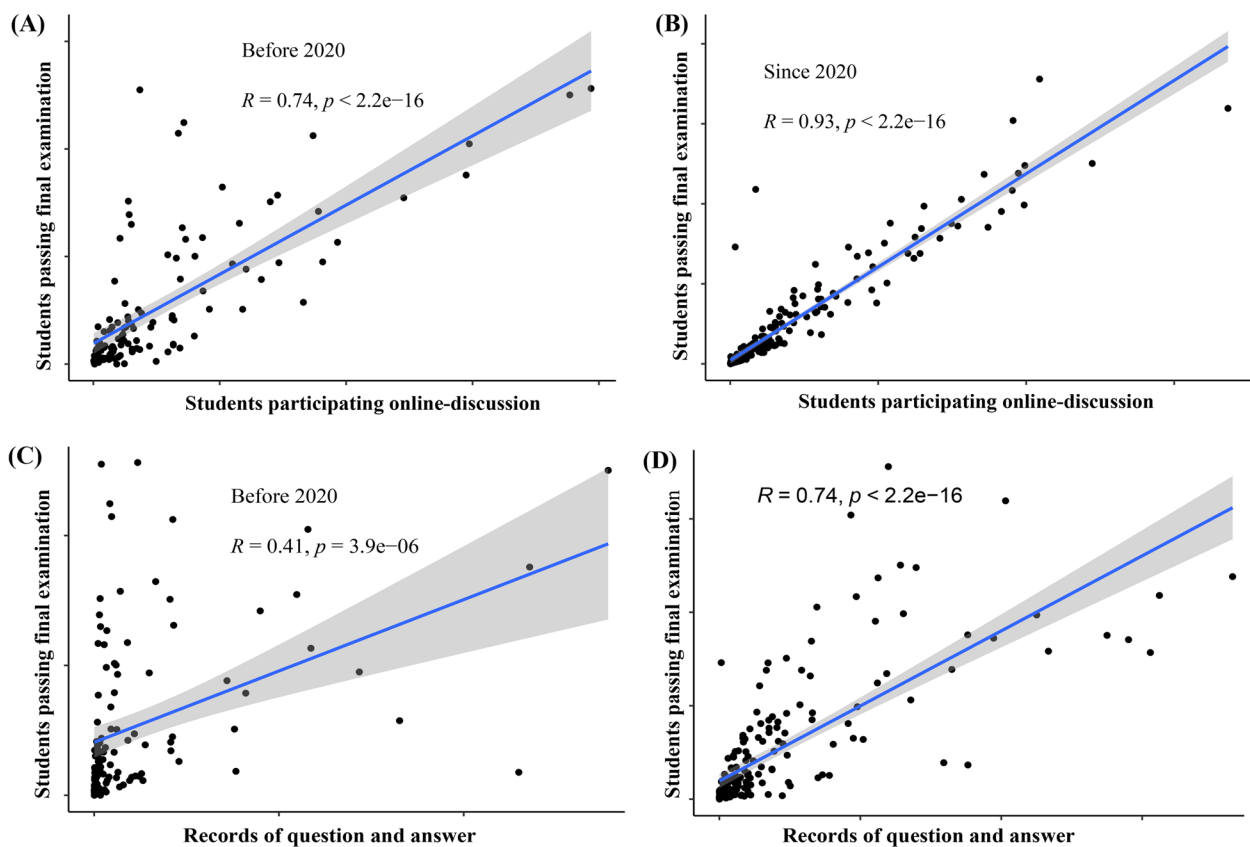 (A)
Before 2020
R = 0.74, p < 2.2e−16
Students passing final examination
Students participating online-discussion
(B)
Since 2020
R = 0.93, p < 2.2e−16
Students passing final examination
Students participating online-discussion
(C)
Before 2020
R = 0.41, p = 3.9e−06
Students passing final examination
Records of question and answer
(D)
R = 0.74, p < 2.2e−16
Students passing final examination
Records of question and answer